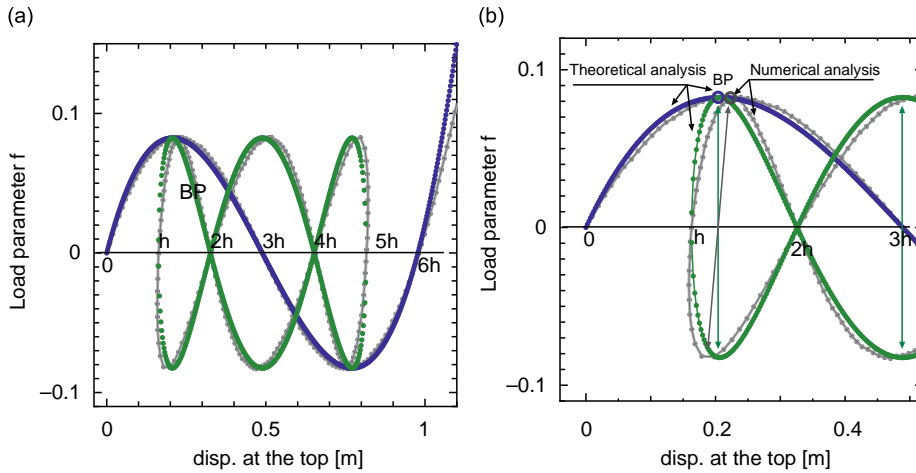 (a)
(b)
Load parameter f
0.1
0
–0.1
BP
h
2h
3h
4h
5h
6h
0
0
0.5
1
disp. at the top [m]
Load parameter f
0.1
0
–0.1
Theoretical analysis
BP
Numerical analysis
0
h
2h
3h
0
0.2
0.4
disp. at the top [m]